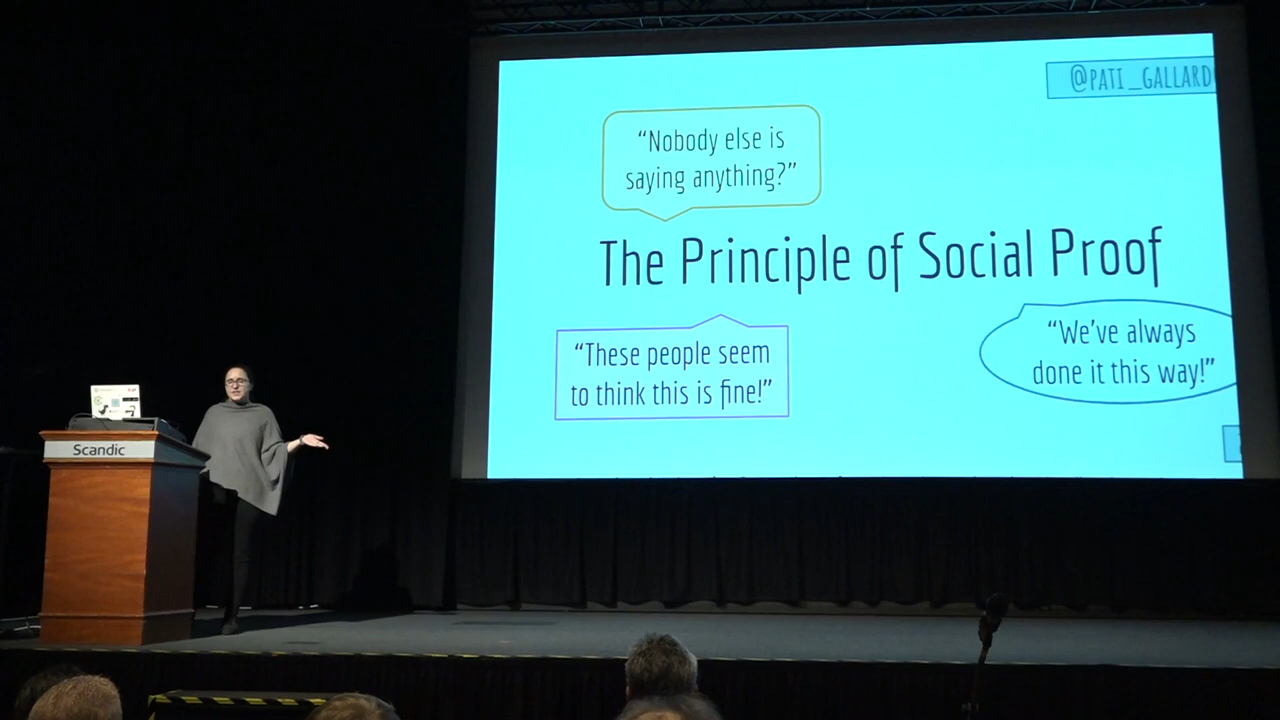 @PATI_GALLARD
“Nobody else is
saying anything?”
The Principle of Social Proof
“These people seem
to think this is fine!”
“We’ve always
done it this way!”
Scandic